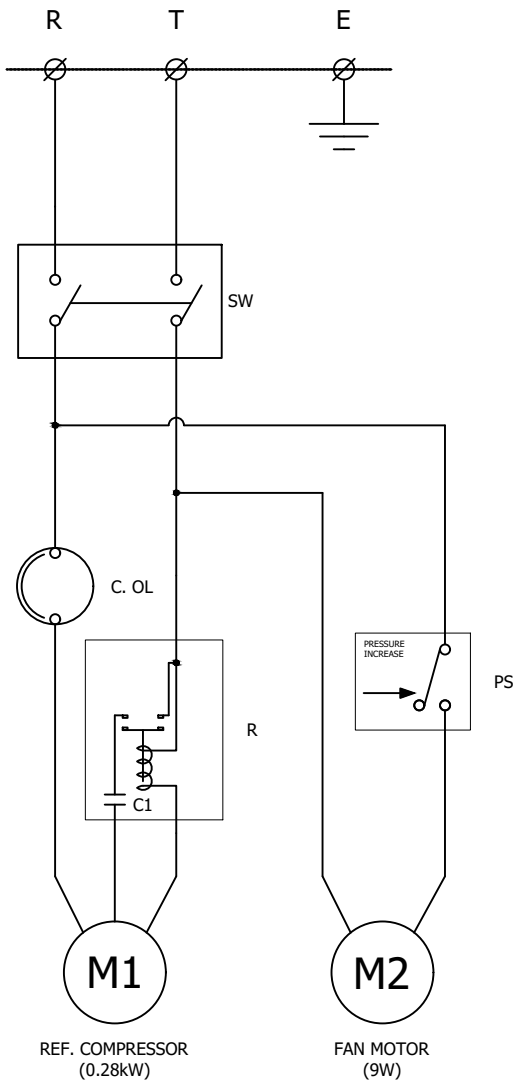 R T E
SW
C. OL
PRESSURE
INCREASE
PS
R
C1
M1 M2
REF. COMPRESSOR
(0.28kW)
FAN MOTOR
(9W)